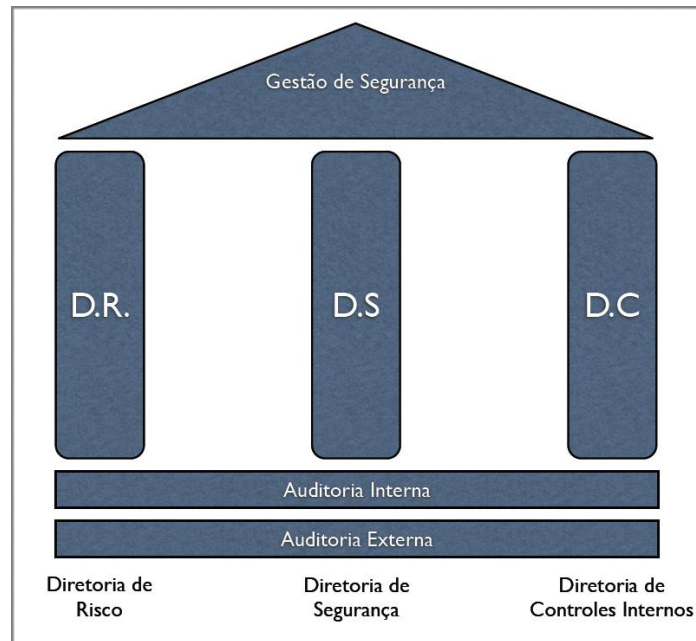 Gestão de Segurança
D.R.
D.S
D.C
Auditoria Interna
Auditoria Externa
Diretoria de
Risco
Diretoria de
Segurança
Diretoria de
Controles Internos